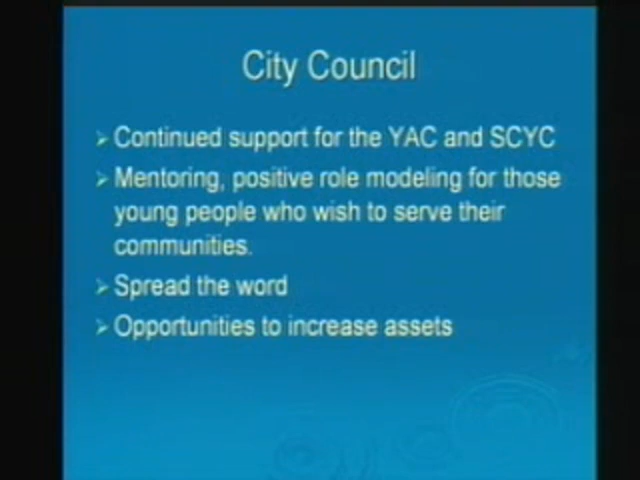 City Council
Continued support for the YAC and SCYC
Mentoring, positive role modeling for those
young people who wish to serve their
communities.
Spread the word
Opportunities to increase assets